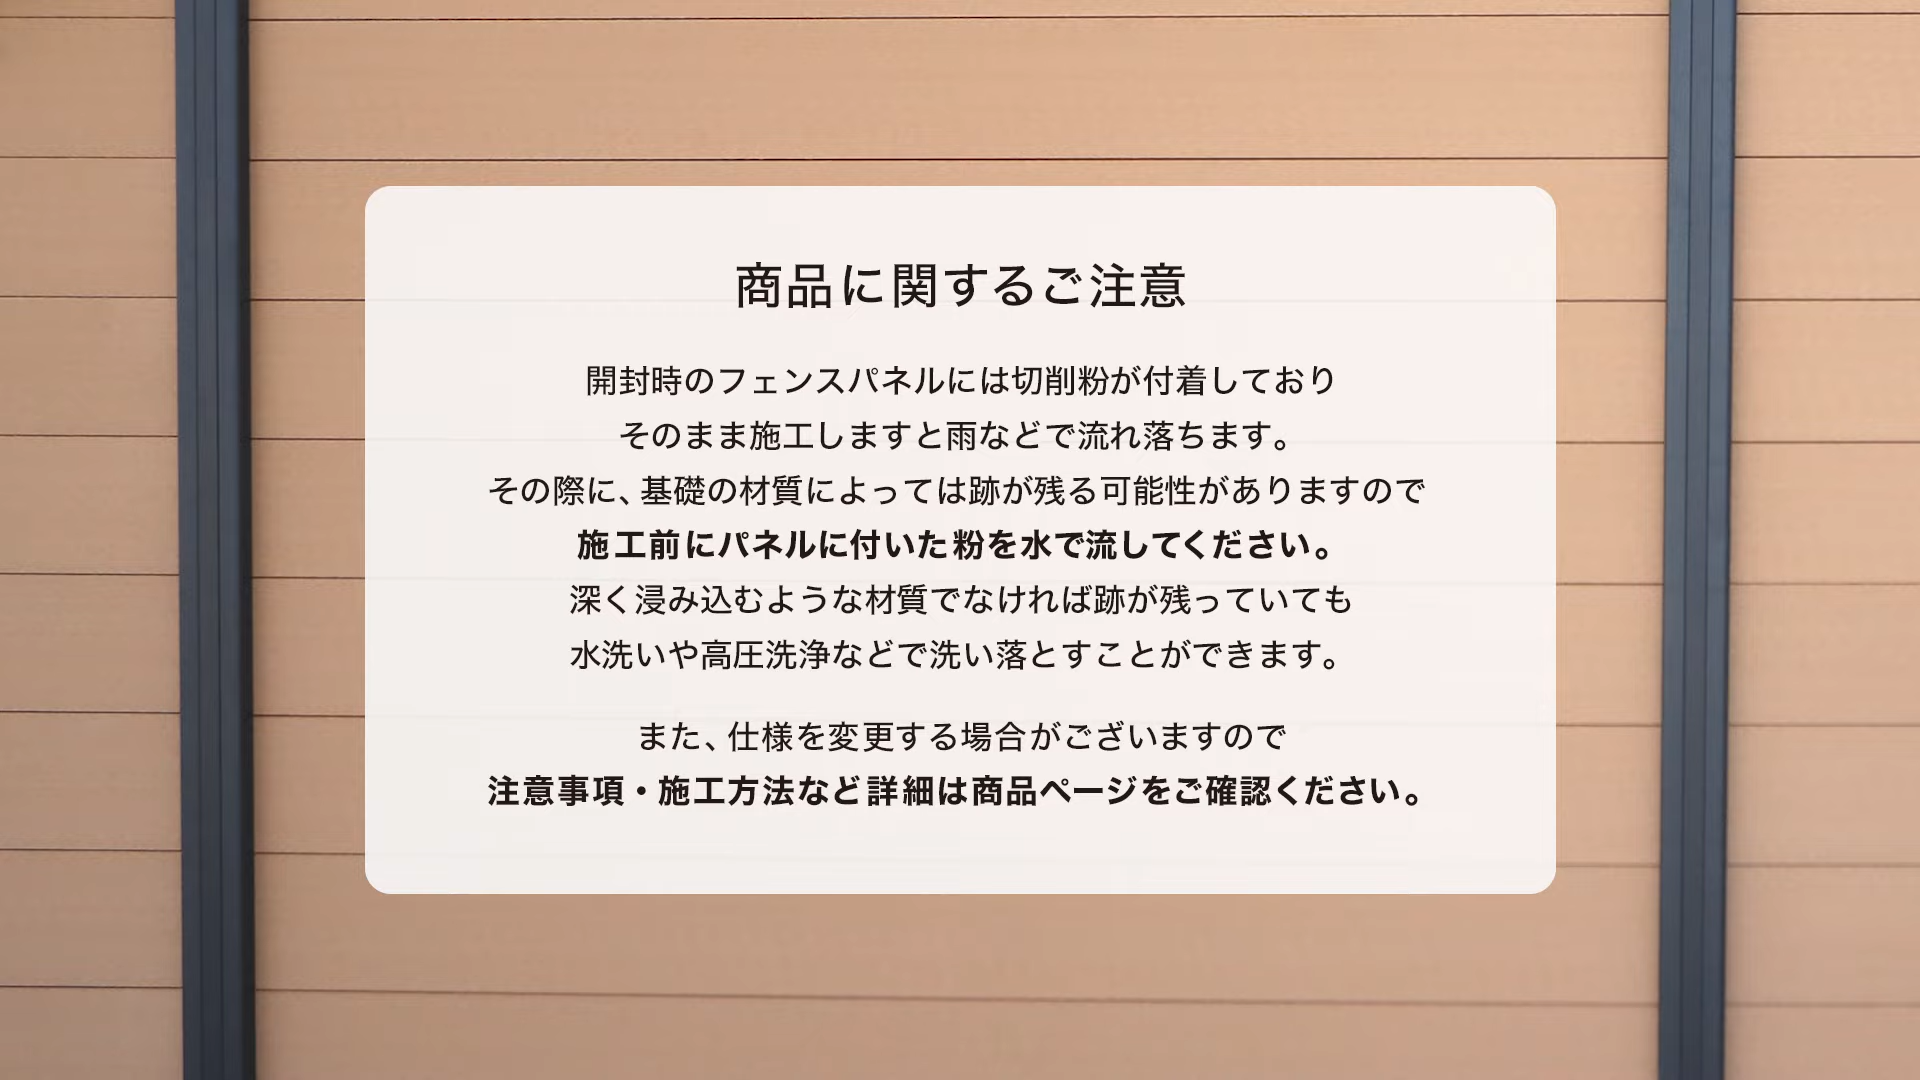 商品に関するご注意
開封時のフェンスパネルには切削粉が付着しており
そのまま施工しますと雨などで流れ落ちます。
その際に、基礎の材質によっては跡が残る可能性がありますので
施工前にパネルに付いた粉を水で流してください。
深く浸み込むような材質でなければ跡が残っていても
水洗いや高圧洗浄などで洗い落とすことができます。
また、仕様を変更する場合がございますので
注意事項・施工方法など詳細は商品ページをご確認ください。